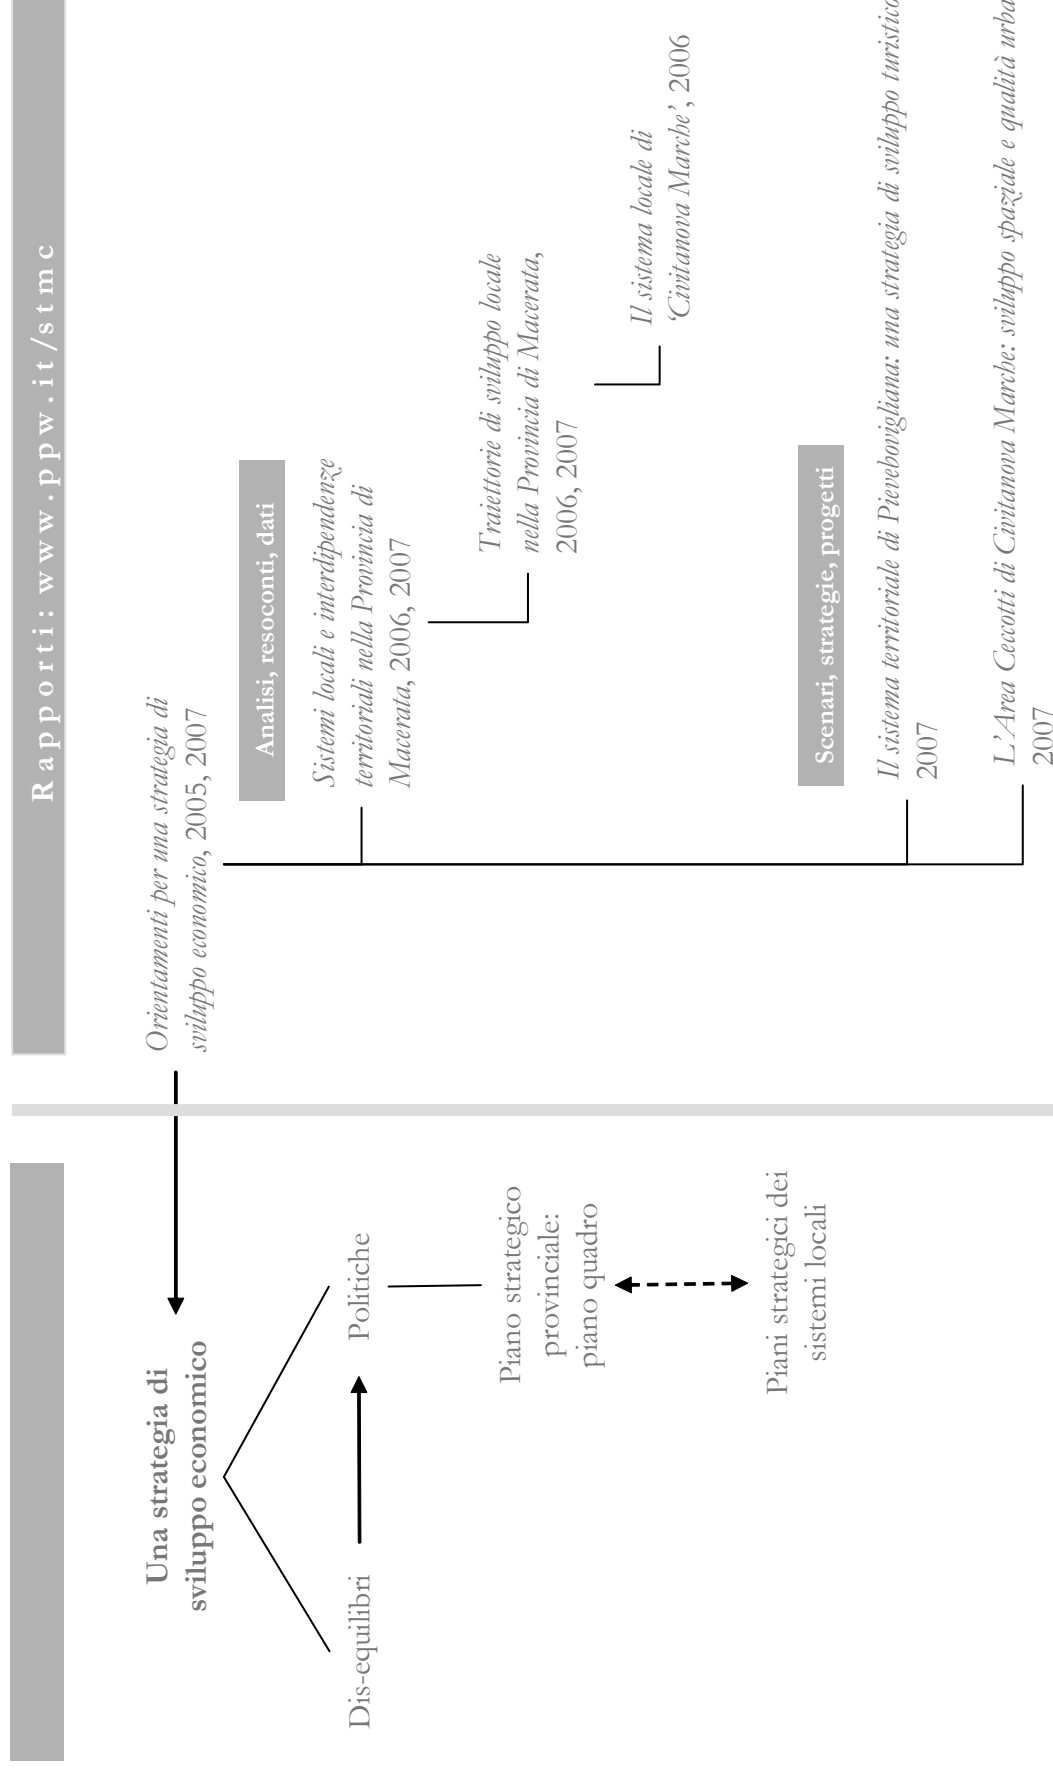 Rapporti: www.ppw.it/stmc
Una strategia di
sviluppo economico
Dis-equilibri
Politiche
Piano strategico
provinciale:
piano quadro
Piani strategici dei
sistemi locali
Orientamenti per una strategia di
sviluppo economico, 2005, 2007
Analisi, resoconti, dati
Sistemi locali e interdipendenze
territoriali nella Provincia di
Macerata, 2006, 2007
Traiettorie di sviluppo locale
nella Provincia di Macerata,
2006, 2007
Il sistema locale di
‘Civitanova Marche’, 2006
Scenari, strategie, progetti
Il sistema territoriale di Pievebovigliana: una strategia di sviluppo turistico
2007
L’Area Ceccotti di Civitanova Marche: sviluppo spaziale e qualità urba
2007